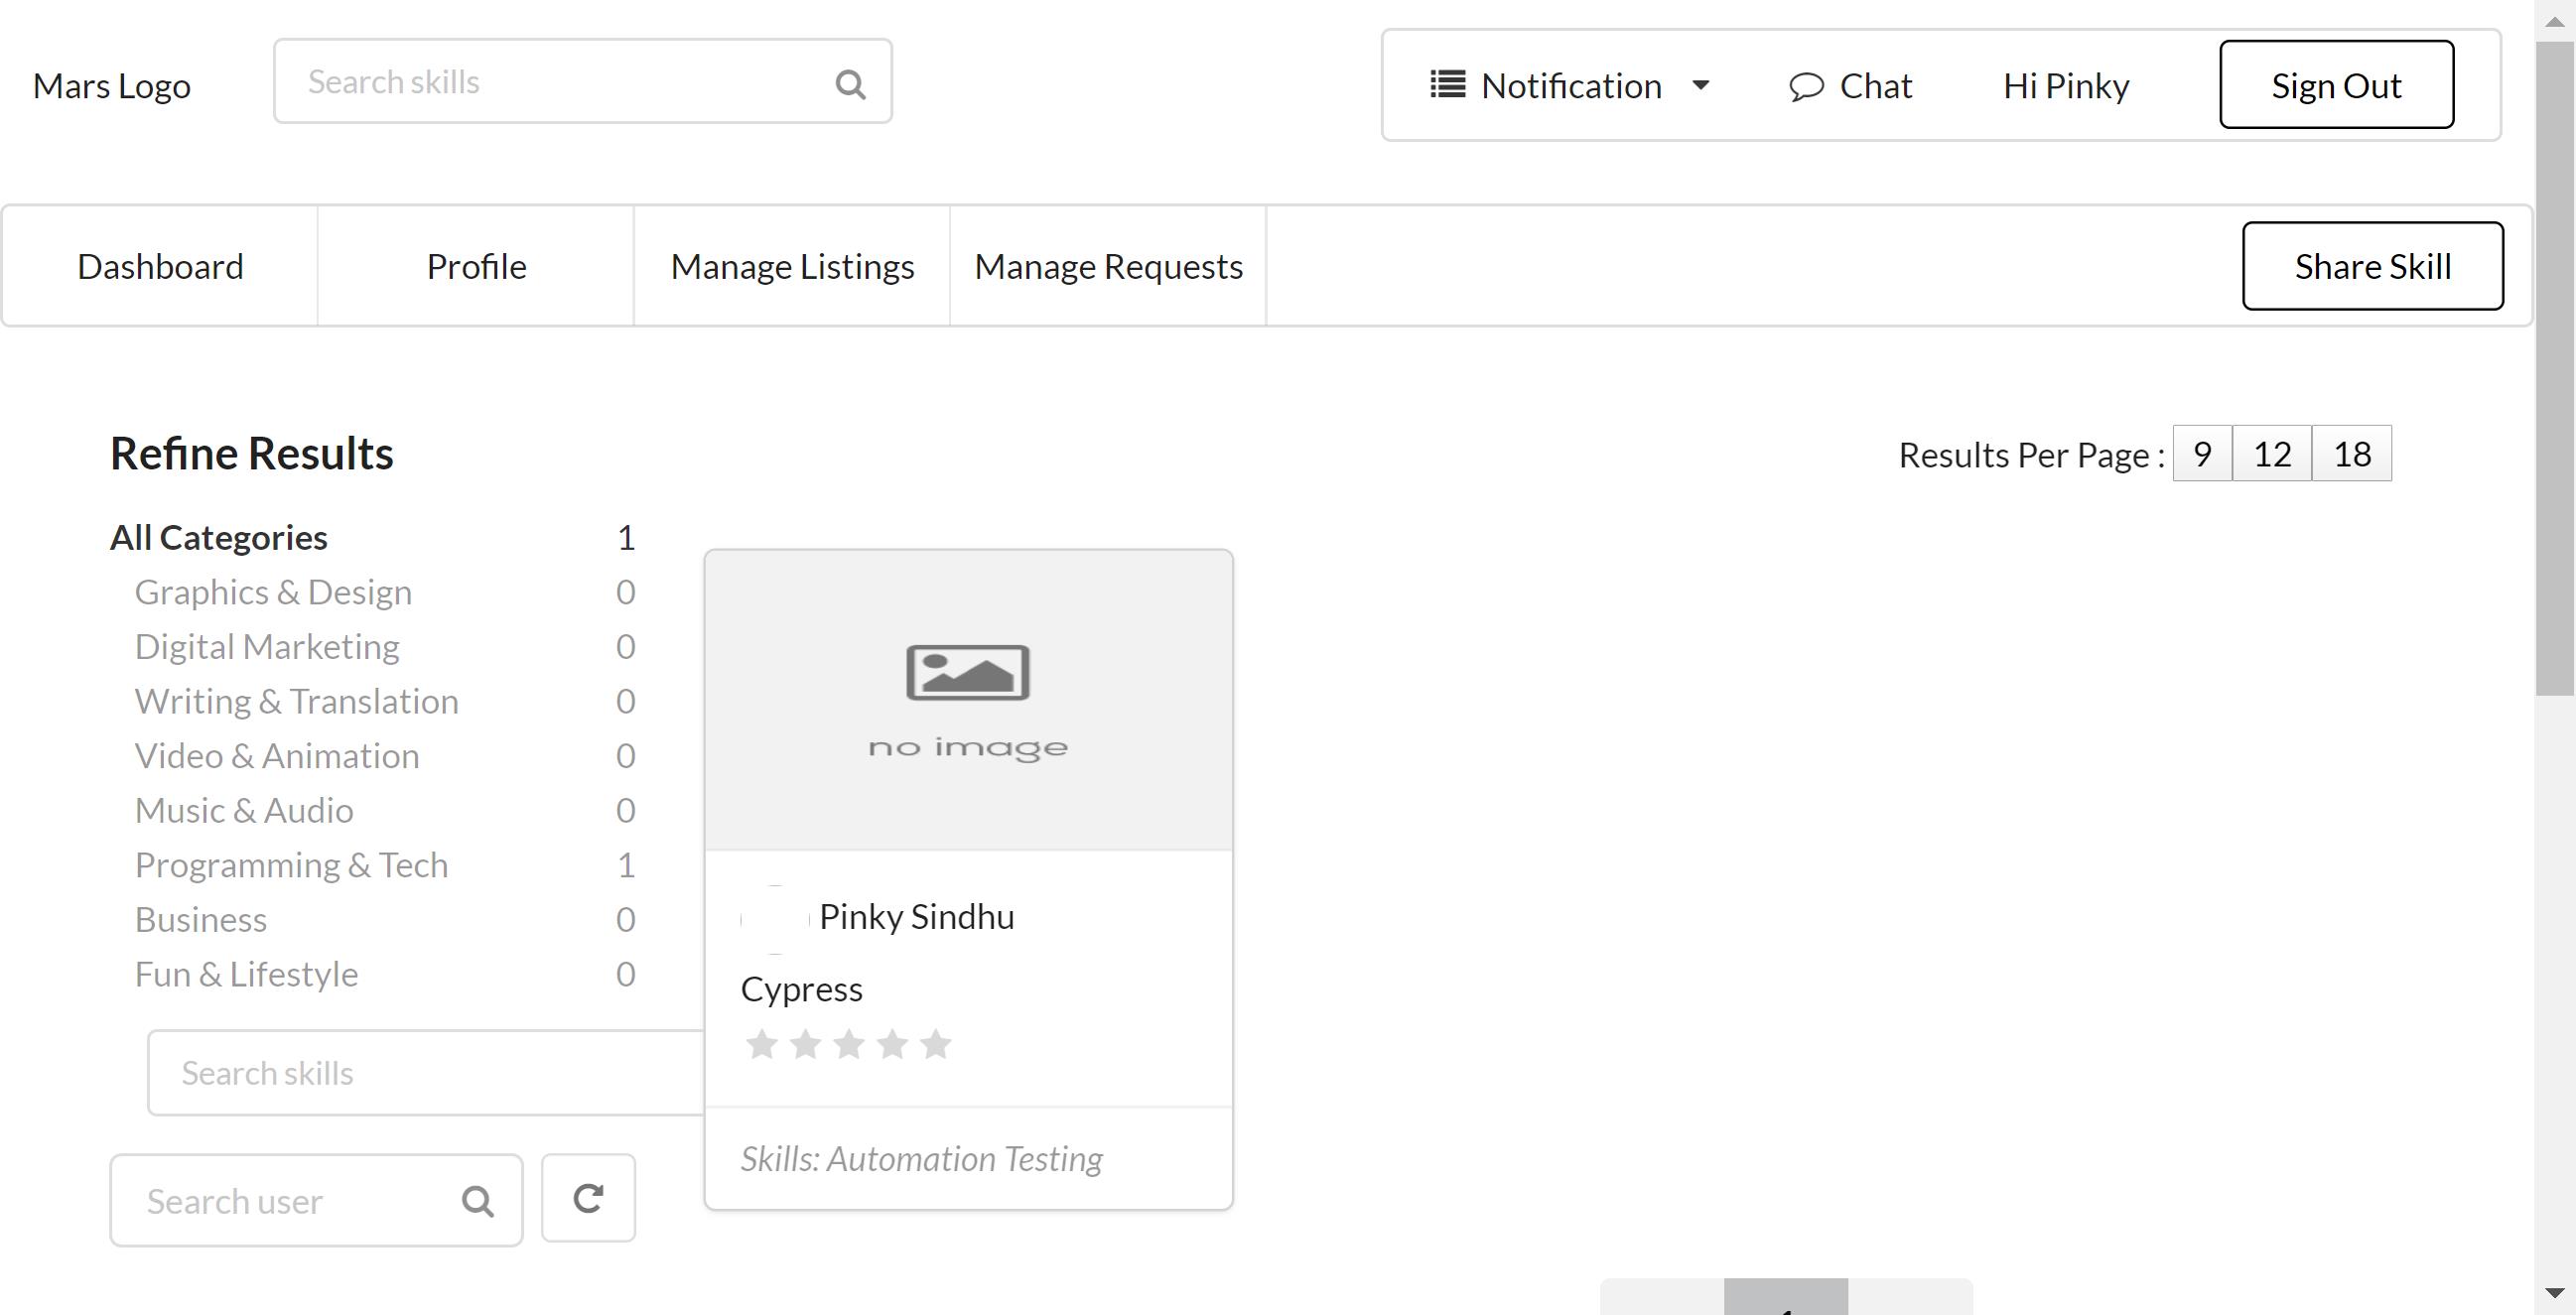 Mars Logo
Search skills
Notification
Chat
Hi Pinky
Sign Out
Dashboard
Profile
Manage Listings
Manage Requests
Share Skill
Refine Results
Results Per Page : 9 12 18
All Categories 1
Graphics & Design 0
Digital Marketing 0
Writing & Translation 0
Video & Animation 0
Music & Audio 0
Programming & Tech 1
Business 0
Fun & Lifestyle 0
Search skills
Search user
no image
Pinky Sindhu
Cypress
Skills: Automation Testing